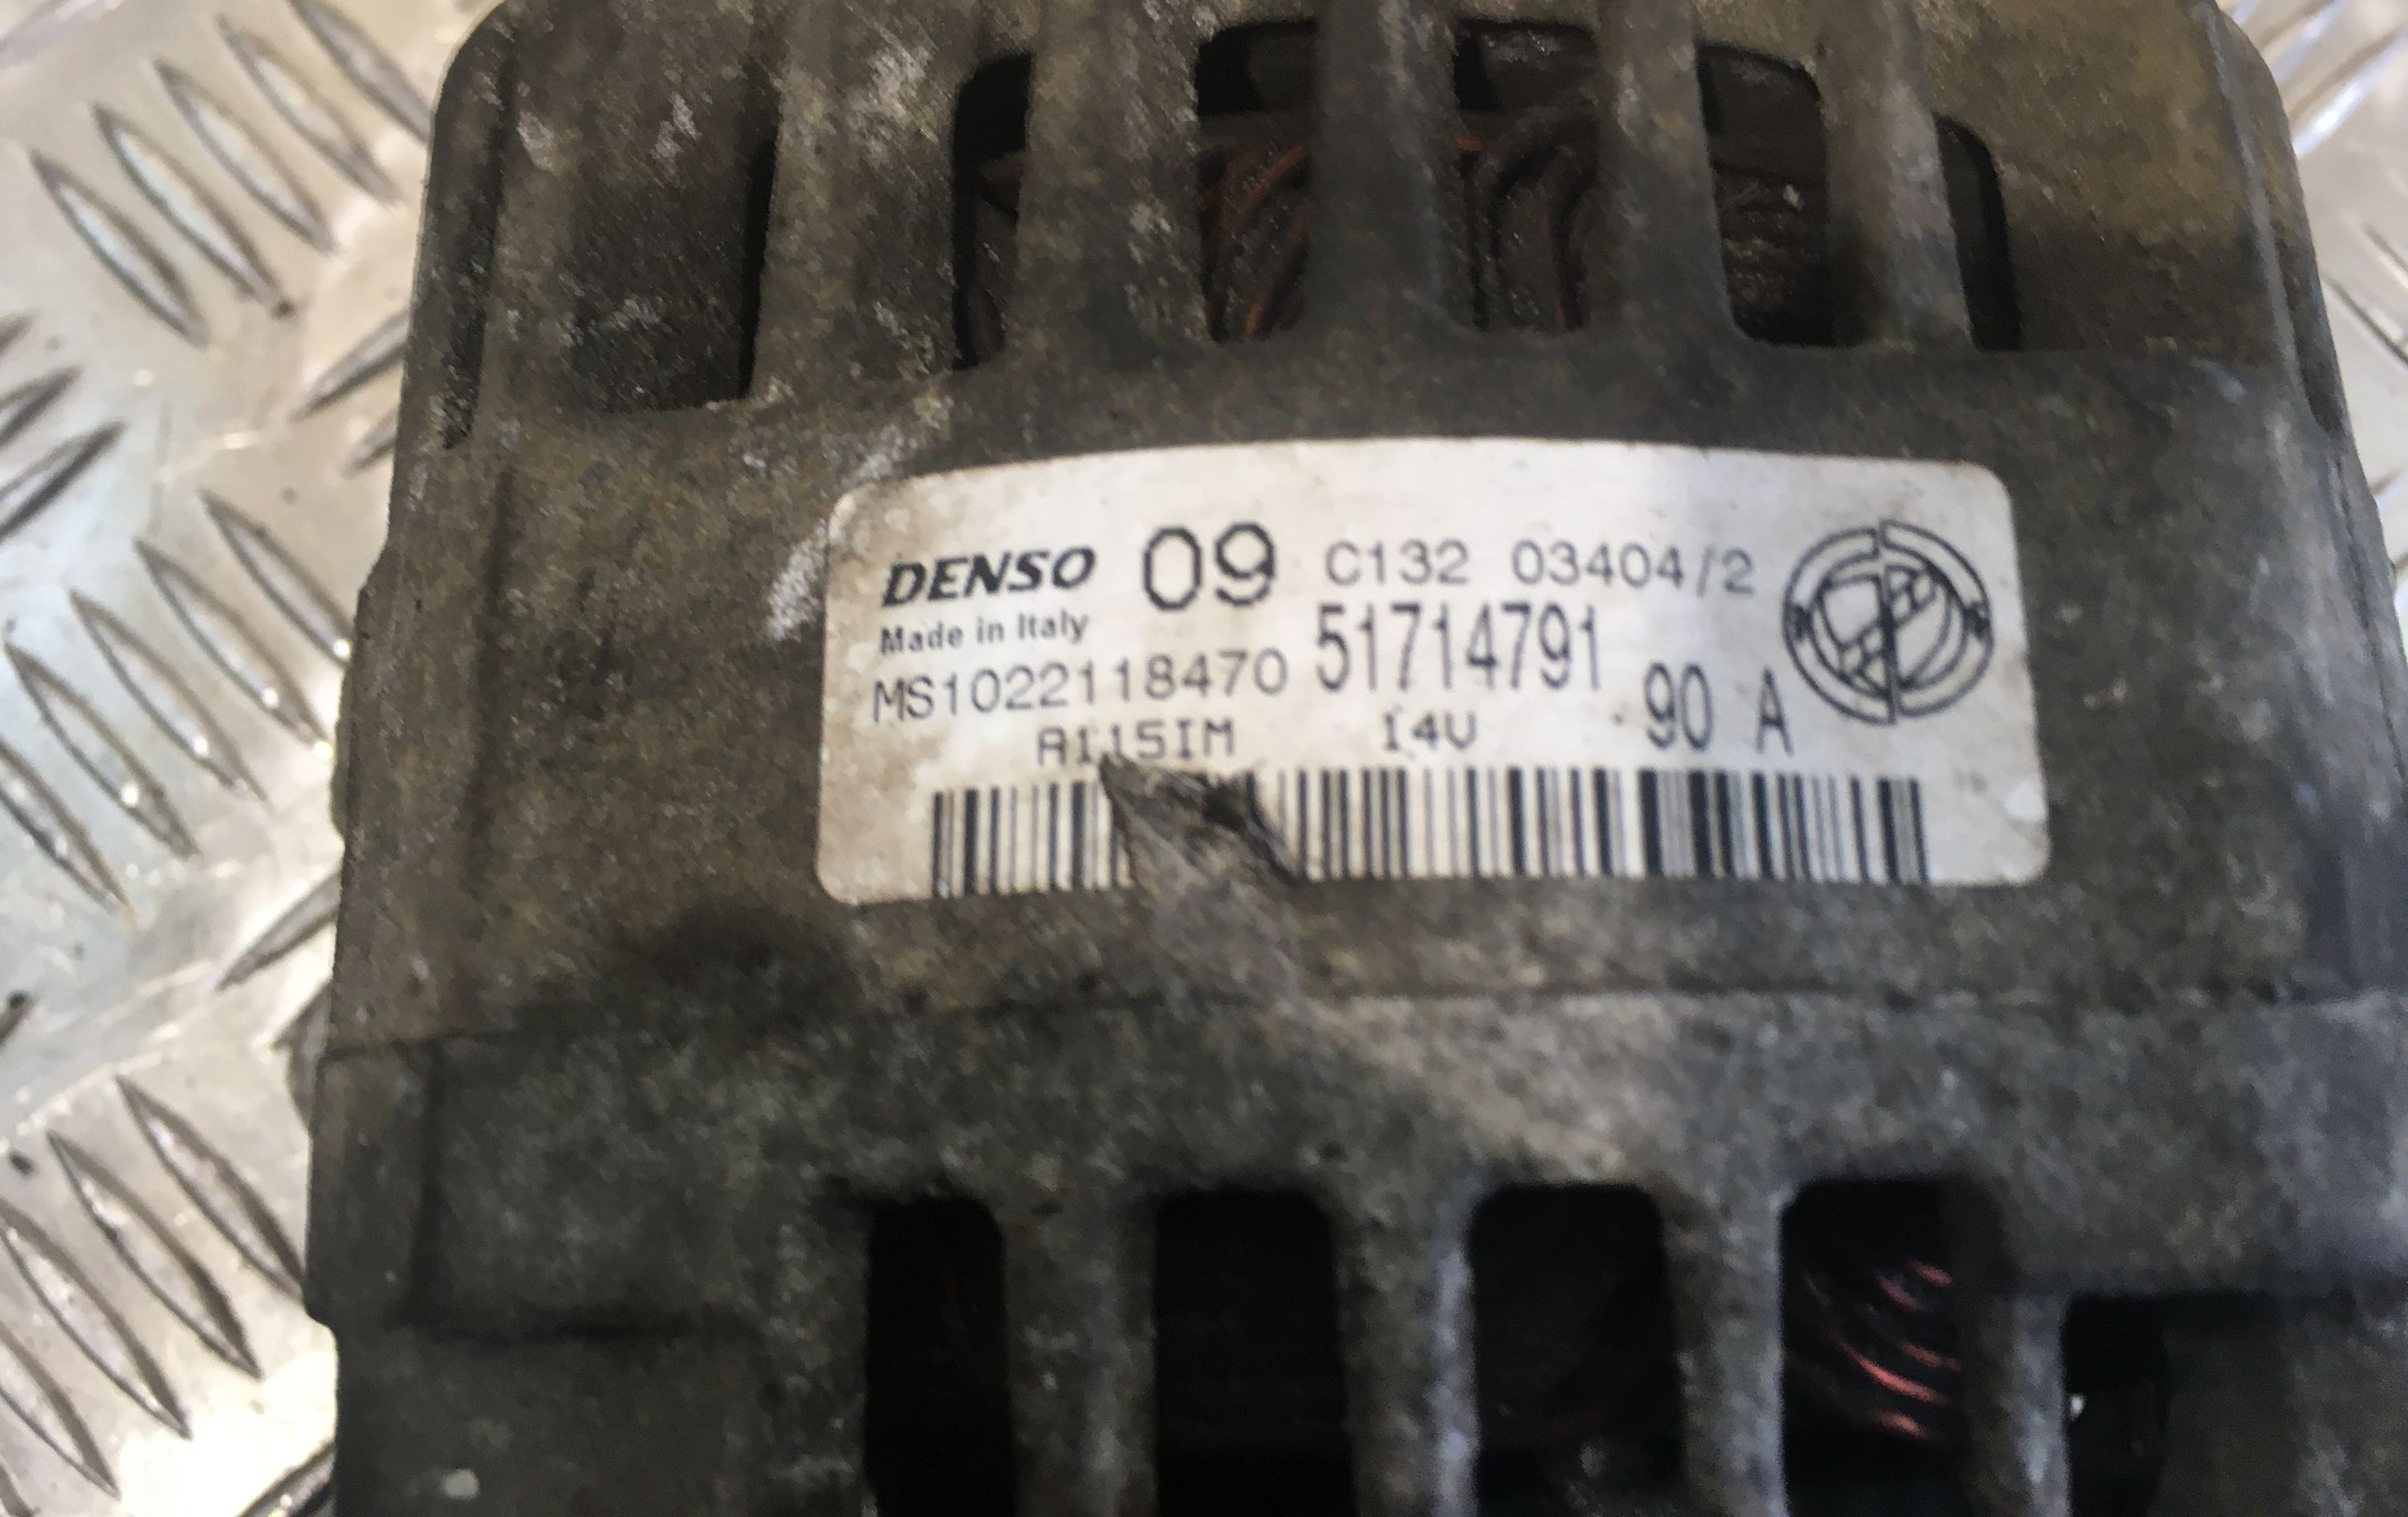 DENSO 09 C132 03404/2
Made in Italy
MS1022118470 51714791
A115IM 14V 90 A